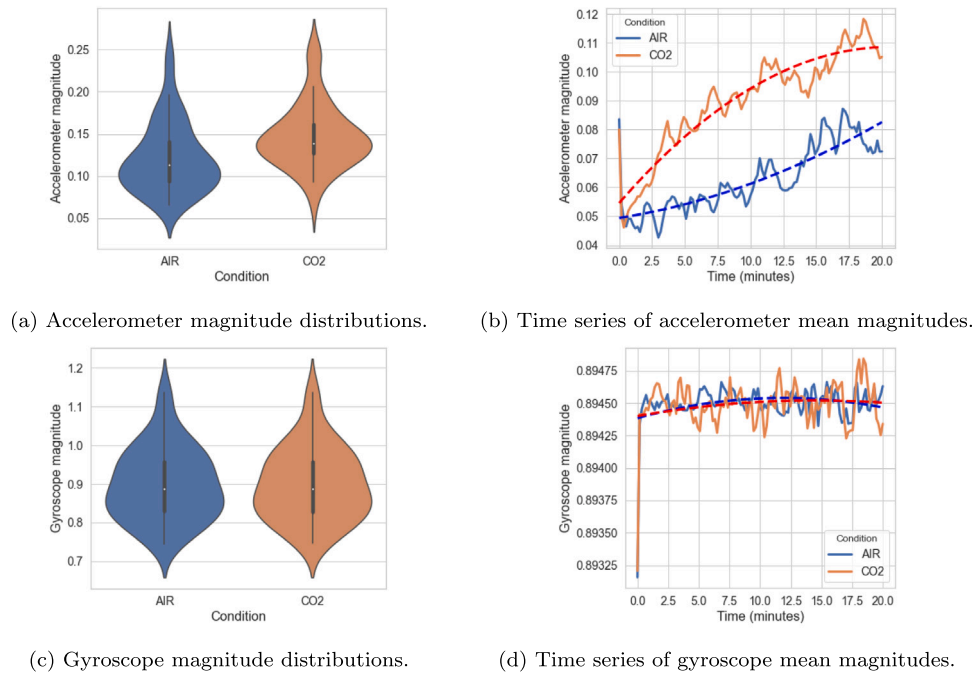 0.25
0.20
0.15
0.10
0.05
Accelerometer magnitude
AIR
CO2
Condition
0.12
0.11
0.10
0.09
0.08
0.07
0.06
0.05
0.04
Accelerometer magnitude
Condition
AIR
CO2
0.0 2.5 5.0 7.5 10.0 12.5 15.0 17.5 20.0
Time (minutes)
(a) Accelerometer magnitude distributions.
(b) Time series of accelerometer mean magnitudes.
1.2
1.1
1.0
0.9
0.8
0.7
Gyroscope magnitude
AIR
CO2
Condition
0.89475
0.89450
0.89425
0.89400
0.89375
0.89350
0.89325
Gyroscope magnitude
Condition
AIR
CO2
0.0 2.5 5.0 7.5 10.0 12.5 15.0 17.5 20.0
Time (minutes)
(c) Gyroscope magnitude distributions.
(d) Time series of gyroscope mean magnitudes.